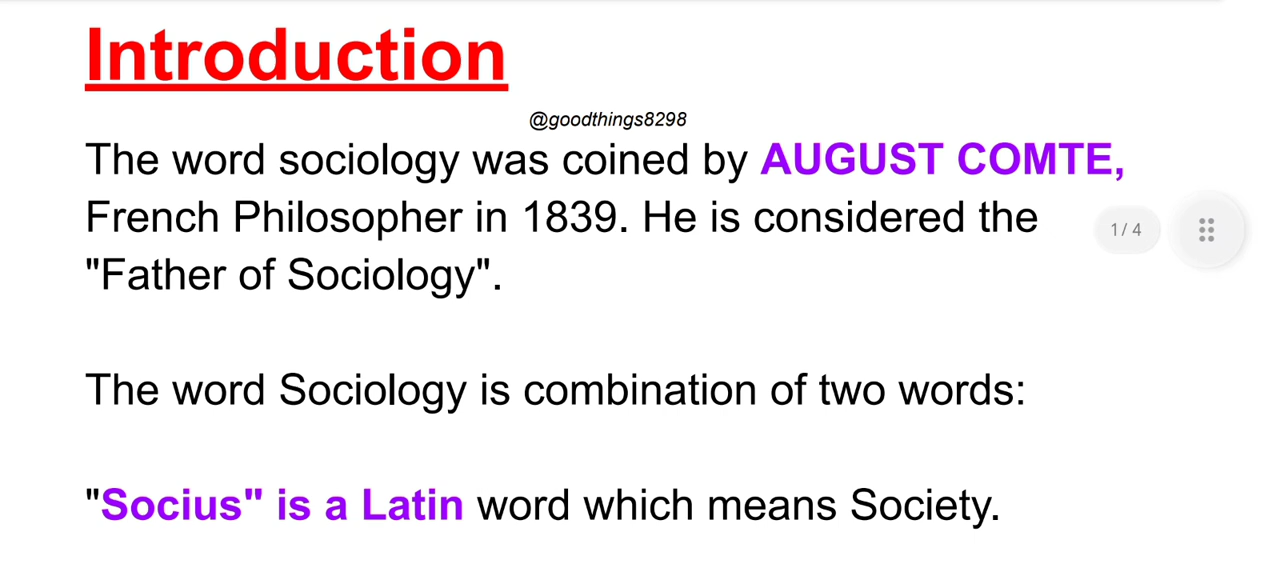 Introduction
@goodthings8298
The word sociology was coined by AUGUST COMTE,
French Philosopher in 1839. He is considered the
1 / 4
"Father of Sociology".
The word Sociology is combination of two words:
"Socius" is a Latin word which means Society.